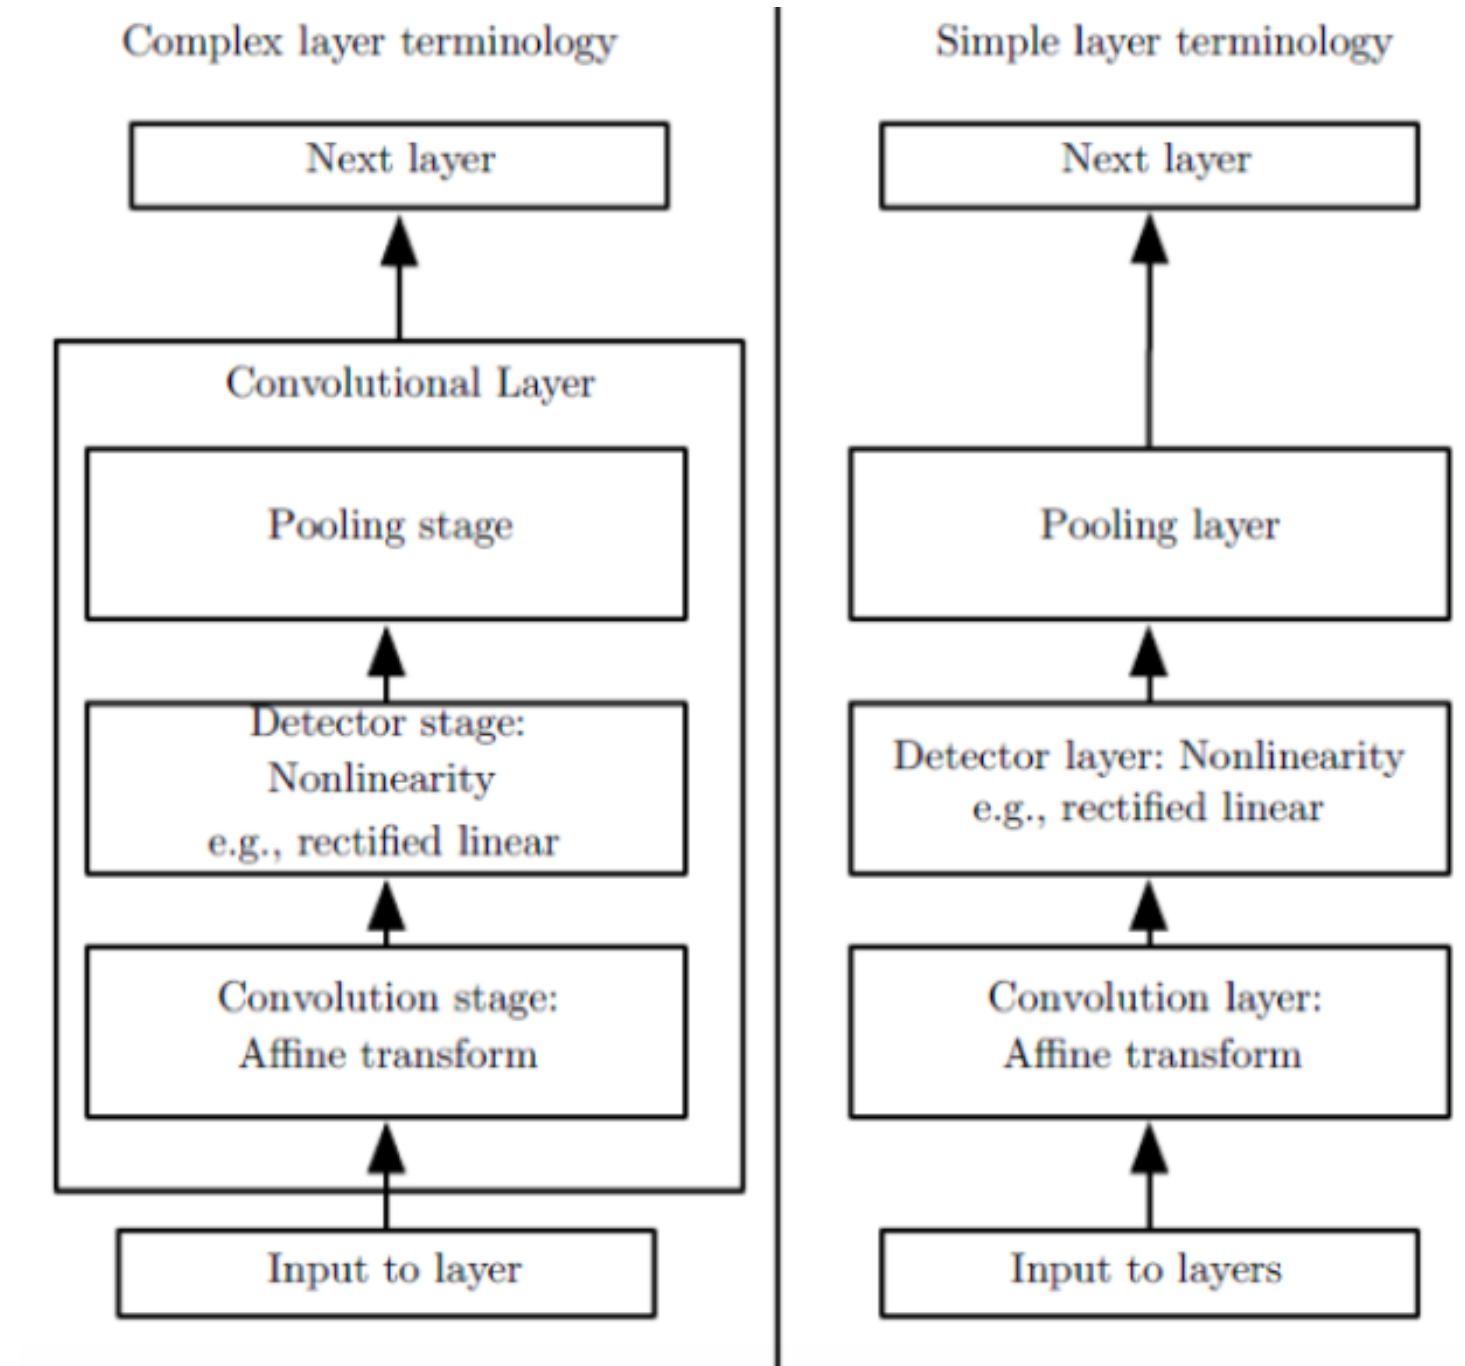 Complex layer terminology
Next layer
Convolutional Layer
Pooling stage
Detector stage:
Nonlinearity
e.g., rectified linear
Convolution stage:
Affine transform
Input to layer
Simple layer terminology
Next layer
Pooling layer
Detector layer: Nonlinearity
e.g., rectified linear
Convolution layer:
Affine transform
Input to layers